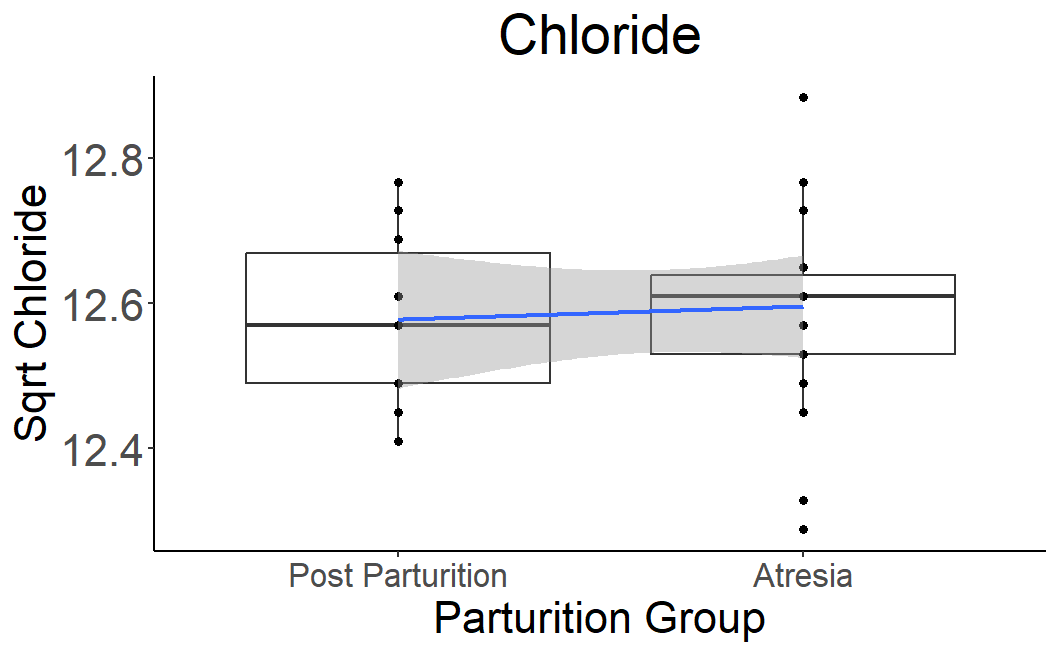 Chloride
Sqrt Chloride
12.8
12.6
12.4
Post Parturition
Atresia
Parturition Group